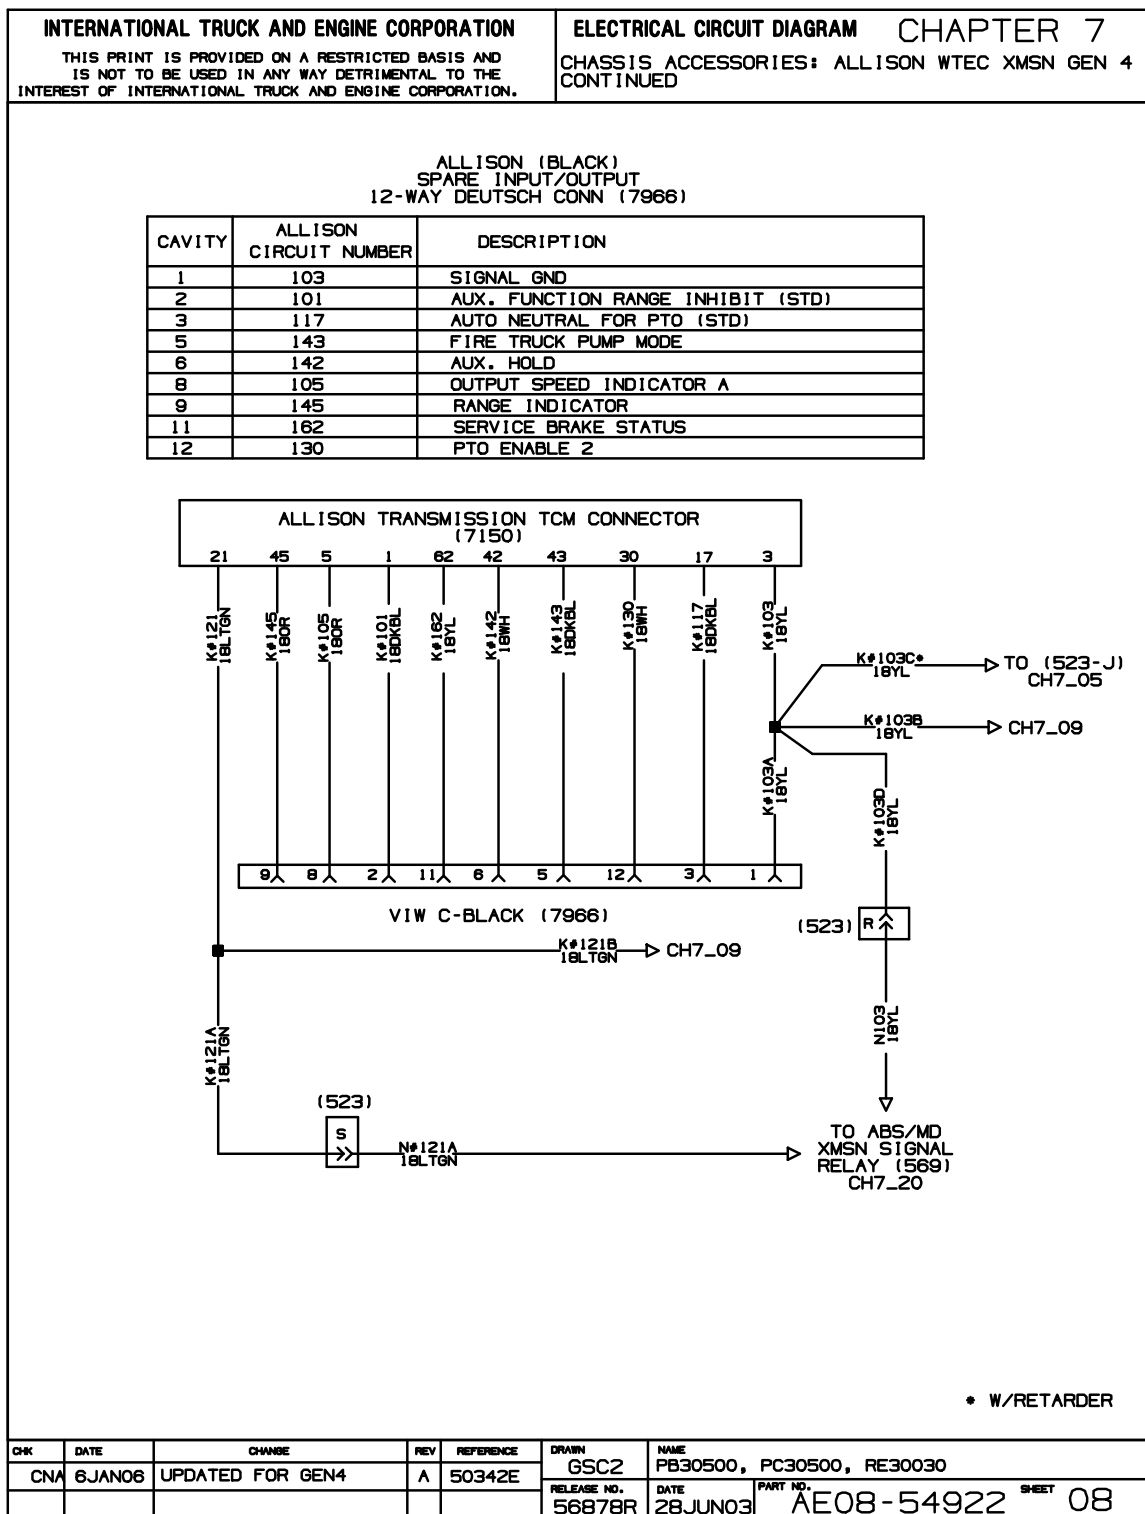 INTERNATIONAL TRUCK AND ENGINE CORPORATION
THIS PRINT IS PROVIDED ON A RESTRICTED BASIS AND
IS NOT TO BE USED IN ANY WAY DETRIMENTAL TO THE
INTEREST OF INTERNATIONAL TRUCK AND ENGINE CORPORATION.
ELECTRICAL CIRCUIT DIAGRAM CHAPTER 7
CHASSIS ACCESSORIES: ALLISON WTEC XMSN GEN 4
CONTINUED
ALLISON (BLACK)
SPARE INPUT/OUTPUT
12-WAY DEUTSCH CONN (7966)
CAVITY ALLISON CIRCUIT NUMBER DESCRIPTION
1 103 SIGNAL GND
2 101 AUX. FUNCTION RANGE INHIBIT (STD)
3 117 AUTO NEUTRAL FOR PTO (STD)
5 143 FIRE TRUCK PUMP MODE
6 142 AUX. HOLD
8 105 OUTPUT SPEED INDICATOR A
9 145 RANGE INDICATOR
11 162 SERVICE BRAKE STATUS
12 130 PTO ENABLE 2
ALLISON TRANSMISSION TCM CONNECTOR
(7150)
21 45 5 1 62 42 43 30 17 3
K#121
18LTGN
K#145
18OR
K#105
18OR
K#101
18DKBL
K#162
18YL
K#142
18WH
K#143
18DKBL
K#130
18WH
K#117
18DKBL
K#103
18YL
K#103C*
18YL
TO (523-J)
CH7_05
K#103B
18YL
CH7_09
K#103A
18YL
K#103D
18YL
9 8 2 11 6 5 12 3 1
VIW C-BLACK (7966)
(523) R
K#121B
18LTGN
CH7_09
N103
18YL
K#121A
18LTGN
(523)
S
N#121A
18LTGN
TO ABS/MD
XMSN SIGNAL
RELAY (569)
CH7_20
* W/RETARDER
CHK DATE CHANGE REV REFERENCE
CNA 6JAN06 UPDATED FOR GEN4 A 50342E
DRAWN
GSC2
NAME
PB30500, PC30500, RE30030
RELEASE NO.
56878R
DATE
28JUN03
PART NO.
AE08-54922
SHEET 08